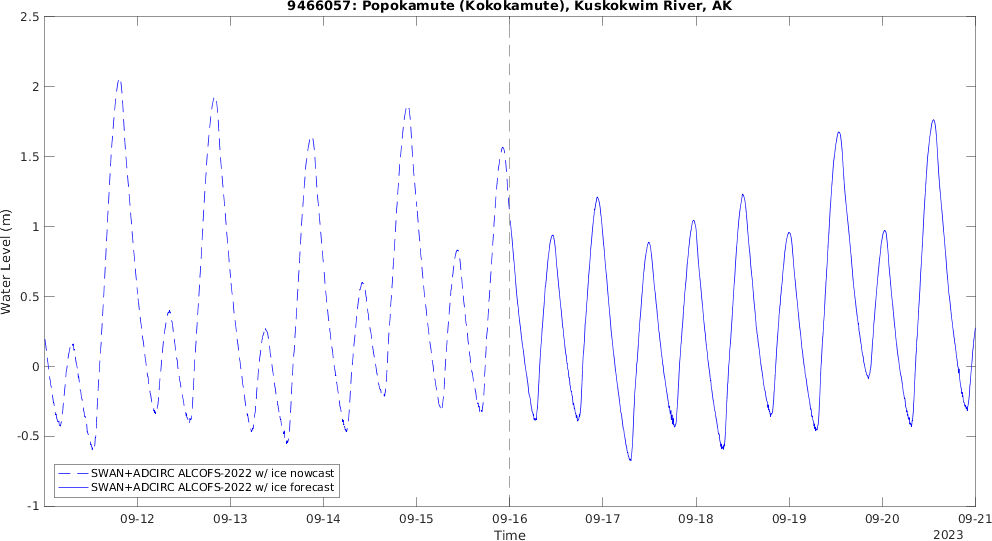 9466057: Popokamute (Kokokamute), Kuskokwim River, AK
2.5
2
1.5
1
0.5
0
-0.5
-1
Water Level (m)
SWAN+ADCIRC ALCOFS-2022 w/ ice nowcast
SWAN+ADCIRC ALCOFS-2022 w/ ice forecast
09-12 09-13 09-14 09-15 09-16 09-17 09-18 09-19 09-20 09-21
Time
2023